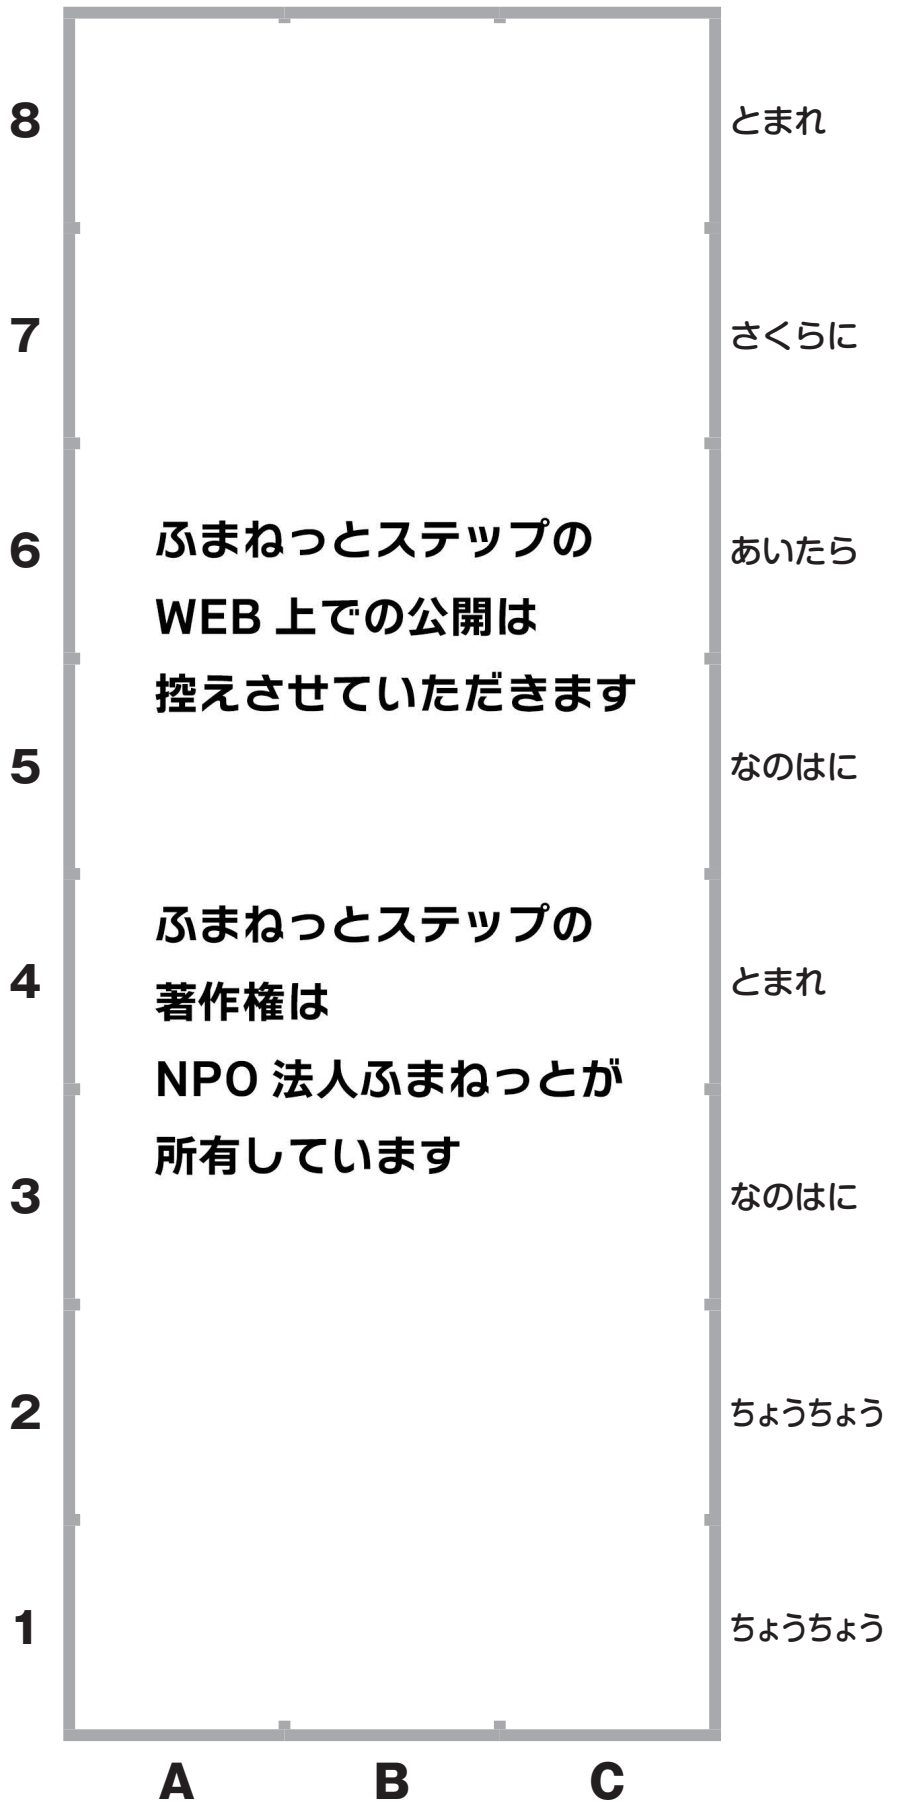 8 とまれ
7 さくらに
ふまねっとステップの
6 あいたら
WEB 上での公開は
控えさせていただきます
5 なのはに
ふまねっとステップの
4 とまれ
著作権は
NPO 法人ふまねっとが
所有しています
3 なのはに
2 ちょうちょう
1 ちょうちょう
A B C